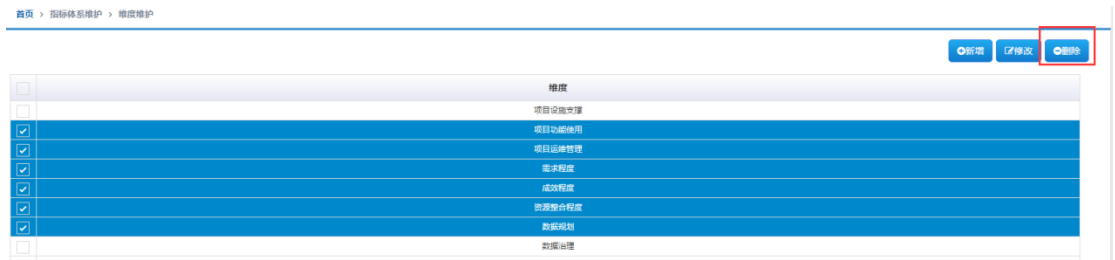 首页 > 指标体系维护 > 维度维护
新增 修改 删除
维度
项目设施支撑
项目功能使用
项目运维管理
需求程度
成效程度
资源整合程度
数据规划
数据治理